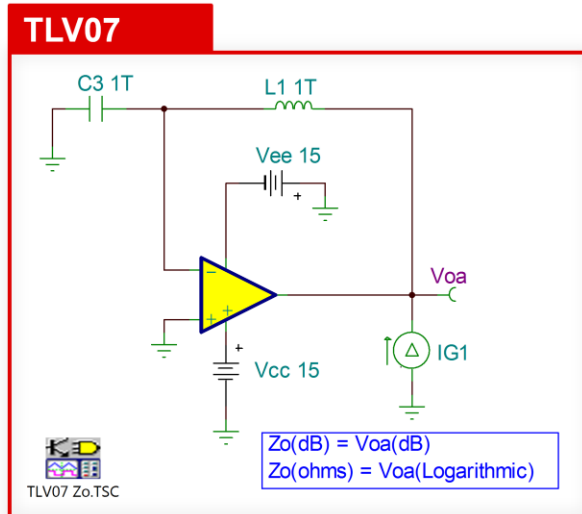 TLV07
C3 1T
L1 1T
Vee 15
+
Voa
−
+
+
+
IG1
Vcc 15
Zo(dB) = Voa(dB)
Zo(ohms) = Voa(Logarithmic)
TLV07 Zo.TSC